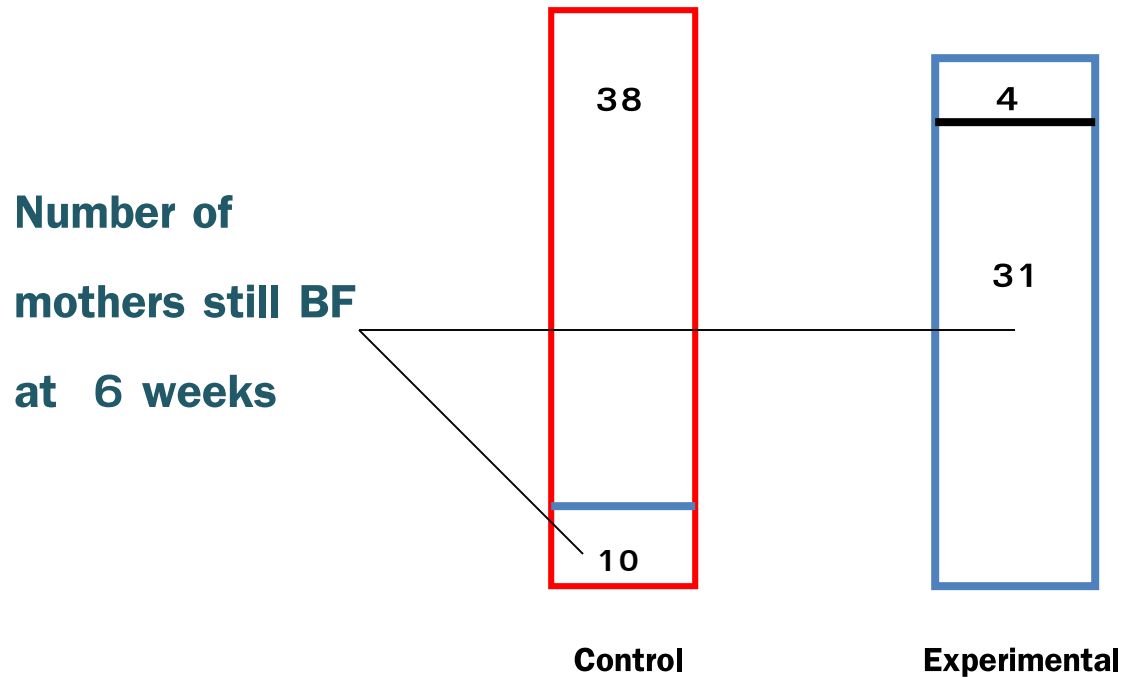 38
4
Number of
mothers still BF
at 6 weeks
31
10
Control
Experimental